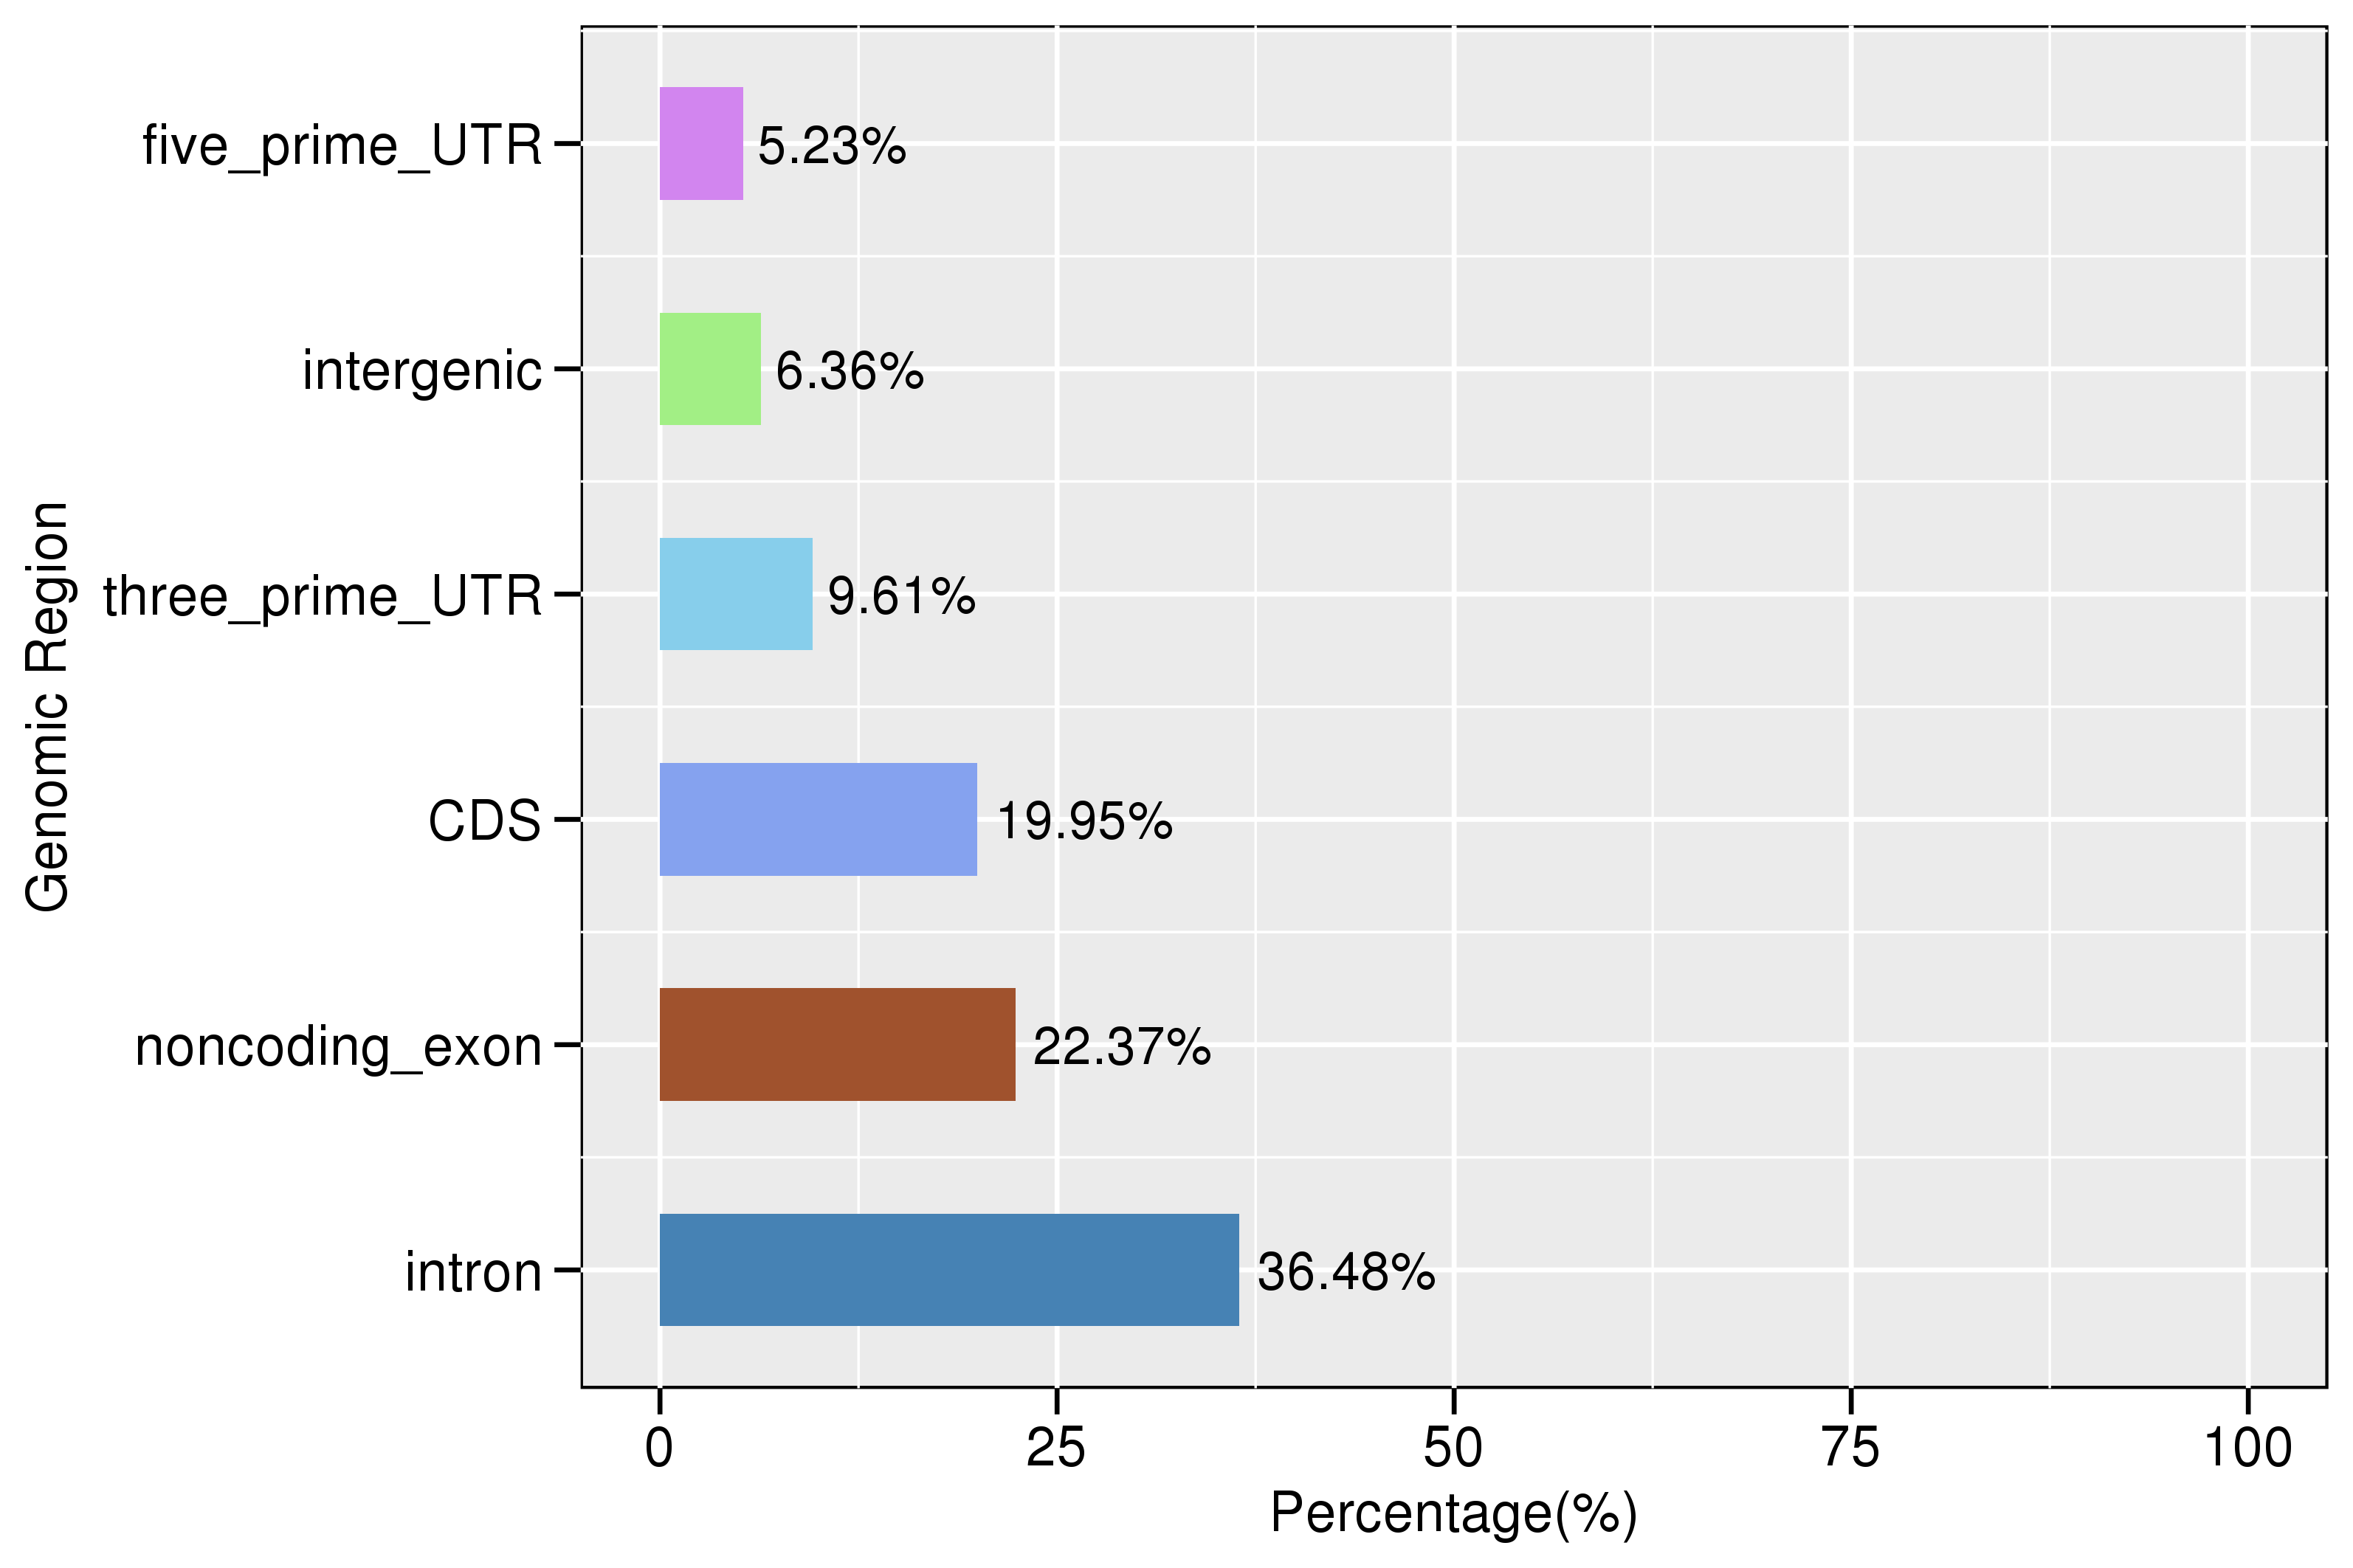 Genomic Region
five_prime_UTR
5.23%
intergenic
6.36%
three_prime_UTR
9.61%
CDS
19.95%
noncoding_exon
22.37%
intron
36.48%
0 25 50 75 100
Percentage(%)